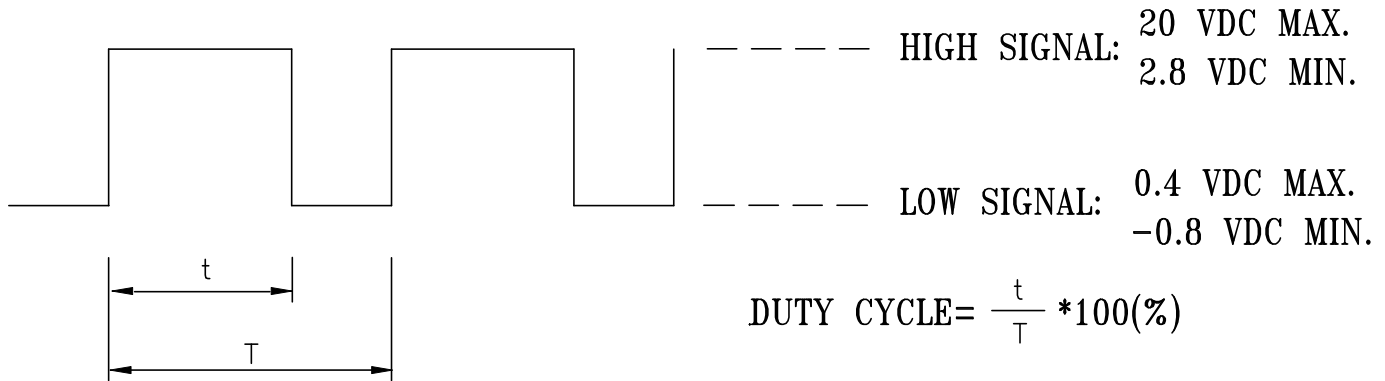 20 VDC MAX.
HIGH SIGNAL:
2.8 VDC MIN.
0.4 VDC MAX.
LOW SIGNAL:
-0.8 VDC MIN.
t
T
DUTY CYCLE= t/T *100(%)